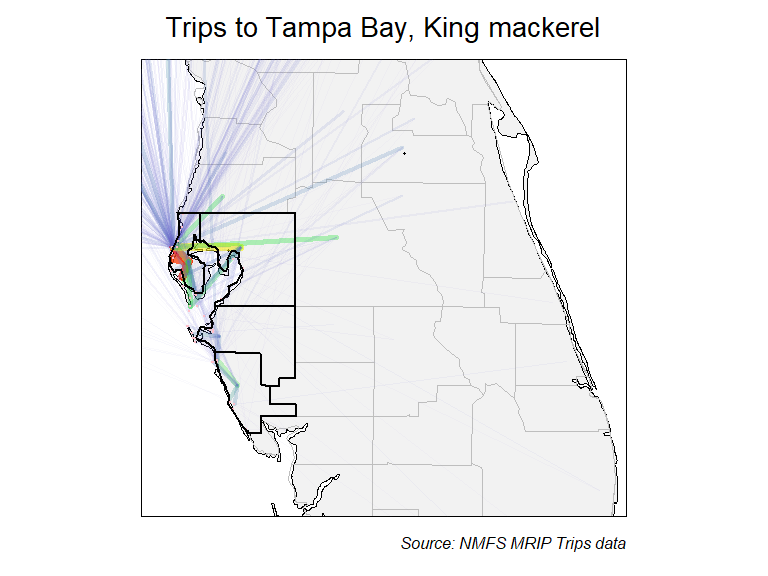 Trips to Tampa Bay, King mackerel
Source: NMFS MRIP Trips data